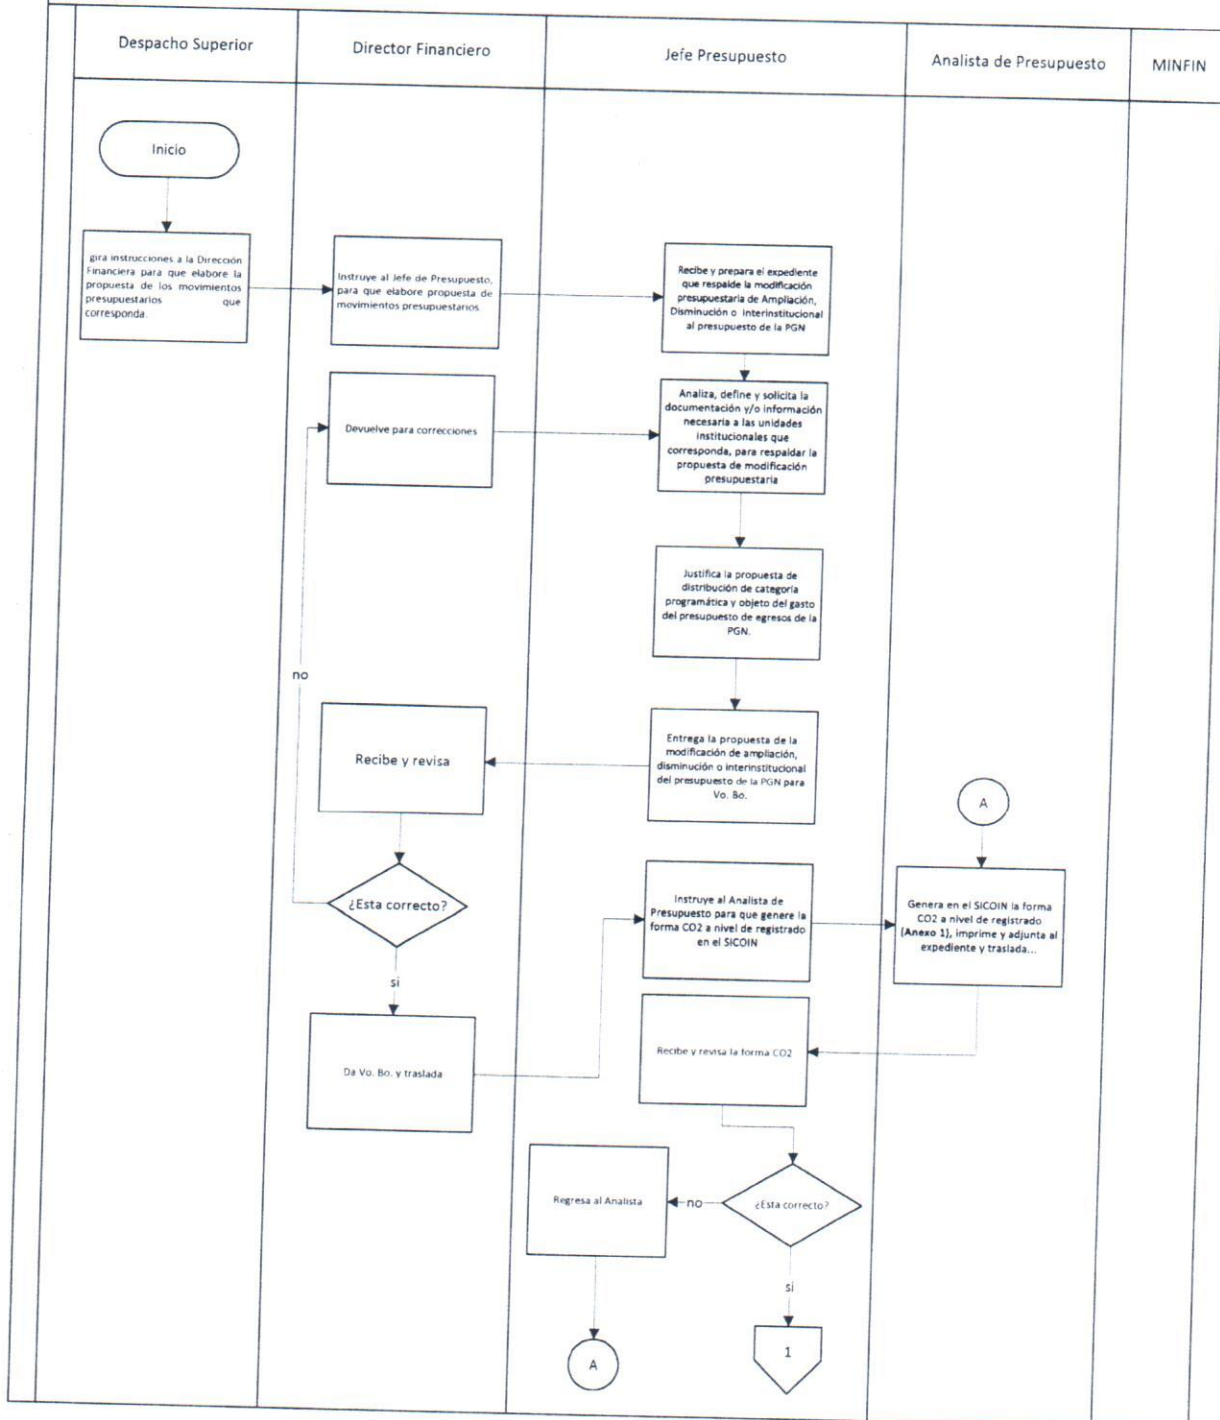 Despacho Superior
Director Financiero
Jefe Presupuesto
Analista de Presupuesto
MINFIN
Inicio
gira instrucciones a la Dirección
Financiera para que elabore la
propuesta de los movimientos
presupuestarios que
corresponda.
Instruye al Jefe de Presupuesto,
para que elabore propuesta de
movimientos presupuestarios
Recibe y prepara el expediente
que respalde la modificación
presupuestaria de Ampliación,
Disminución o Interinstitucional
al presupuesto de la PGN
Devuelve para correcciones
Analiza, define y solicita la
documentación y/o información
necesaria a las unidades
institucionales que
corresponda, para respaldar la
propuesta de modificación
presupuestaria
Justifica la propuesta de
distribución de categoría
programática y objeto del gasto
del presupuesto de egresos de la
PGN.
no
Recibe y revisa
Entrega la propuesta de la
modificación de ampliación,
disminución o interinstitucional
del presupuesto de la PGN para
Vo. Bo.
A
¿Esta correcto?
Instruye al Analista de
Presupuesto para que genere la
forma CO2 a nivel de registrado
en el SICOIN
Genera en el SICOIN la forma
CO2 a nivel de registrado
(Anexo 1), imprime y adjunta al
expediente y traslada...
si
Da Vo. Bo. y traslada
Recibe y revisa la forma CO2
Regresa al Analista
no
¿Esta correcto?
si
A
1